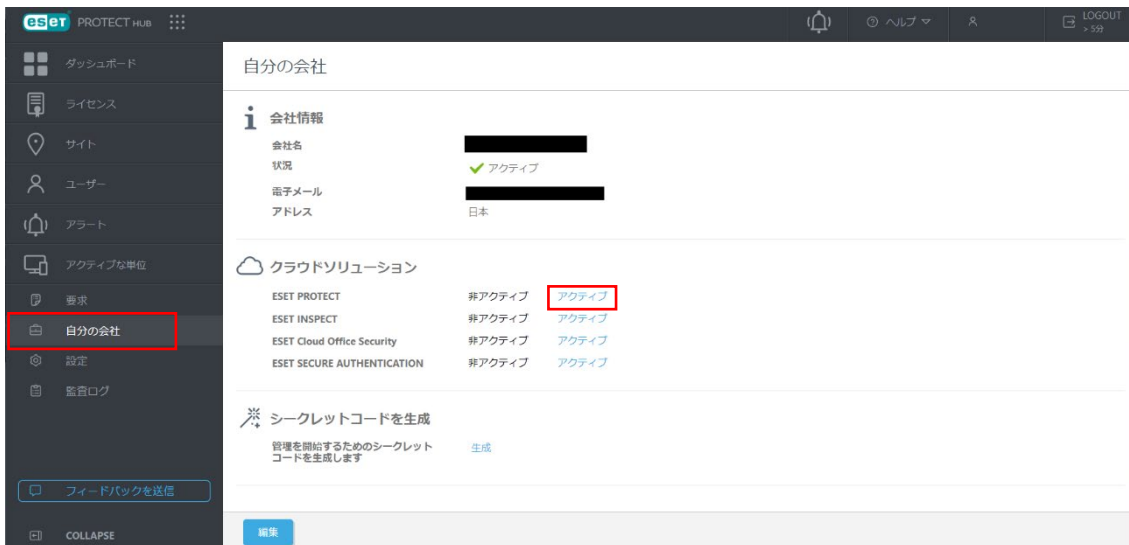 eset PROTECT HUB
ヘルプ
LOGOUT
> 5分
ダッシュボード
ライセンス
サイト
ユーザー
アラート
アクティブな単位
要求
自分の会社
設定
監査ログ
フィードバックを送信
COLLAPSE
自分の会社
会社情報
会社名
状況 アクティブ
電子メール
アドレス 日本
クラウドソリューション
ESET PROTECT 非アクティブ アクティブ
ESET INSPECT 非アクティブ アクティブ
ESET Cloud Office Security 非アクティブ アクティブ
ESET SECURE AUTHENTICATION 非アクティブ アクティブ
シークレットコードを生成
管理を開始するためのシークレット 生成
コードを生成します
編集